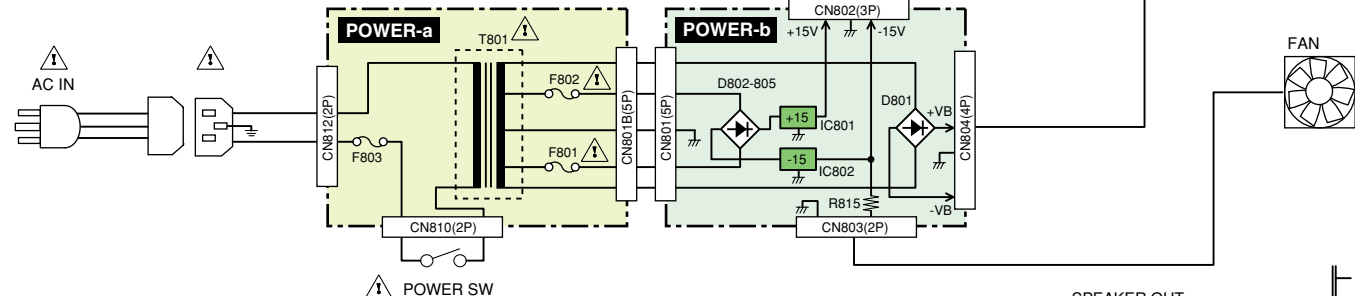 CN802(3P)
POWER-a
POWER-b
+15V
-15V
T801
FAN
AC IN
F802
D802-805
D801
+VB
+15
IC801
CN812(2P)
CN801B(5P)
CN801(5P)
CN804(4P)
F803
F801
-15
IC802
R815
-VB
CN810(2P)
CN803(2P)
POWER SW
SPEAKER OUT